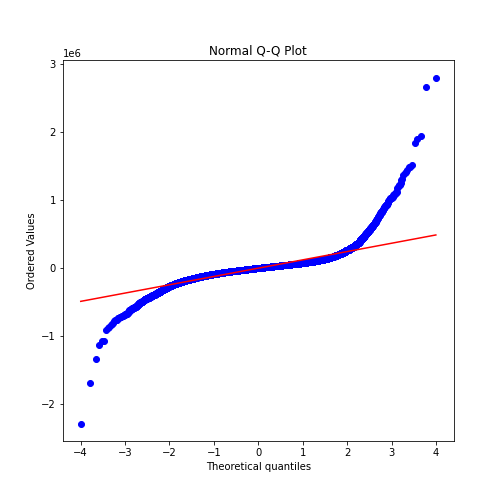 Normal Q-Q Plot
1e6
3
2
1
0
−1
−2
Ordered Values
−4 −3 −2 −1 0 1 2 3 4
Theoretical quantiles